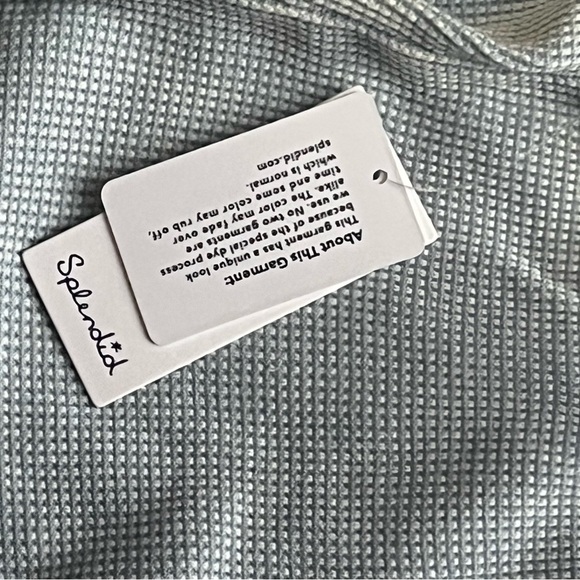 About This Garment:
This garment has a unique look
because of the special dye process
we use. No two garments are
alike. The color may fade over
time and some color may rub off,
which is normal.
splendid.com
Splendid